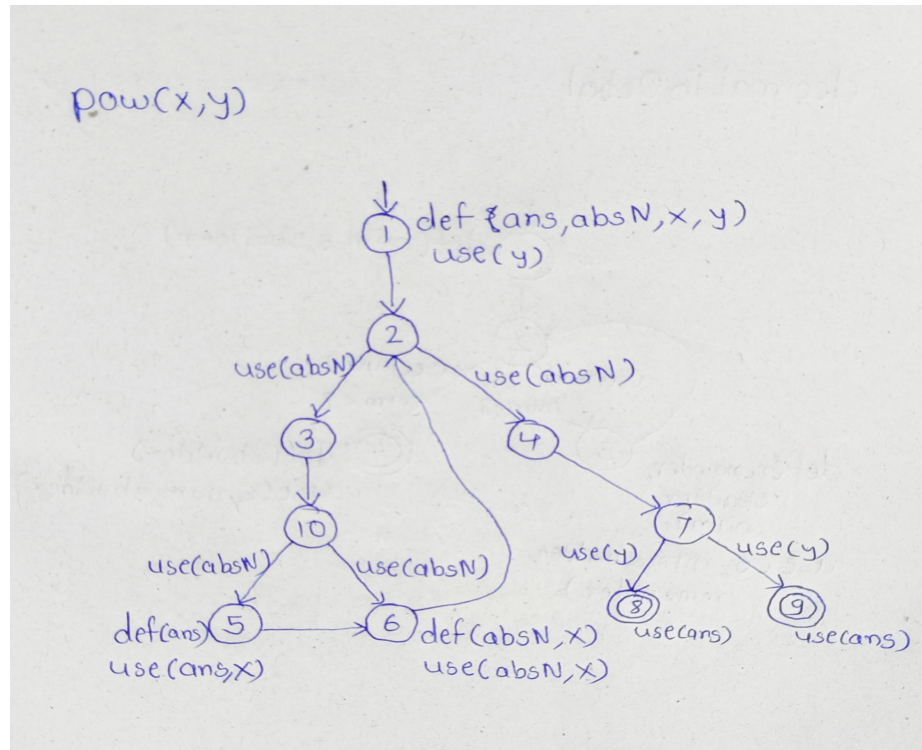 pow(x,y)
1 def {ans, absN, x, y)
use(y)
2
use(absN) use(absN)
3 4
10 7
use(absN) use(absN) use(y) use(y)
def(ans) 5 6 def(absN, x) 8 9
use(ans) use(ans)
use(ans,x) use(absN, x)